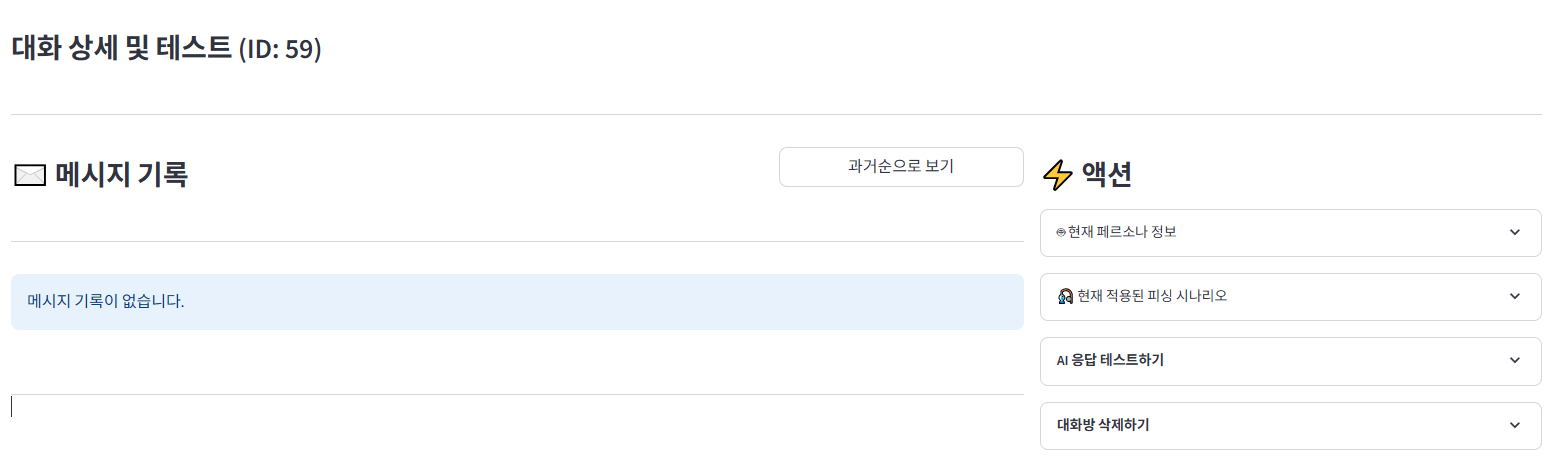 대화 상세 및 테스트 (ID: 59)
메시지 기록
과거순으로 보기
메시지 기록이 없습니다.
액션
현재 페르소나 정보
현재 적용된 피싱 시나리오
AI 응답 테스트하기
대화방 삭제하기